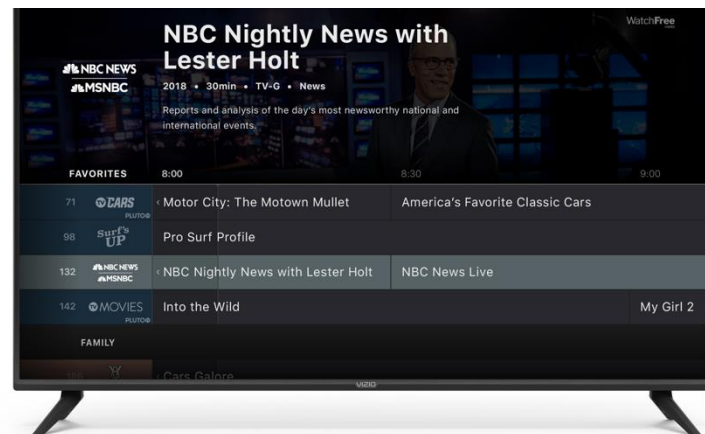 NBC Nightly News with
Lester Holt
WatchFree
NBC NEWS
MSNBC
2018 • 30min • TV-G • News
Reports and analysis of the day's most newsworthy national and
international events.
FAVORITES 8:00 8:30 9:00
71 CARS ‹ Motor City: The Motown Mullet America's Favorite Classic Cars
PLUTO
98 Surf's UP Pro Surf Profile
132 NBC NEWS MSNBC ‹ NBC Nightly News with Lester Holt NBC News Live
142 MOVIES Into the Wild My Girl 2
PLUTO
FAMILY
‹ Cars Galore
VIZIO